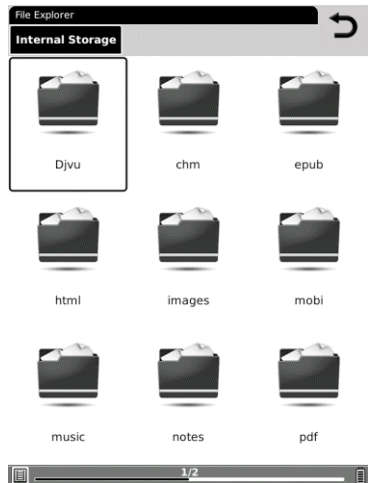 File Explorer
Internal Storage
Djvu
chm
epub
html
images
mobi
music
notes
pdf
1/2